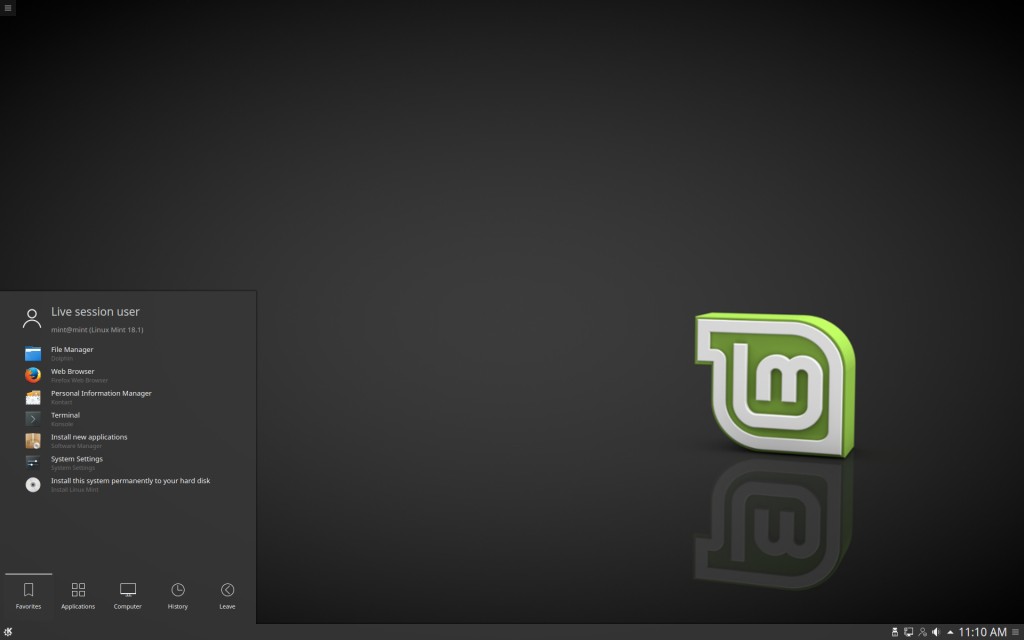 Live session user
mint@mint (Linux Mint 18.1)
File Manager
Dolphin
Web Browser
Firefox Web Browser
Personal Information Manager
Kontact
Terminal
Konsole
Install new applications
Software Manager
System Settings
System Settings
Install this system permanently to your hard disk
Install Linux Mint
Favorites Applications Computer History Leave
11:10 AM